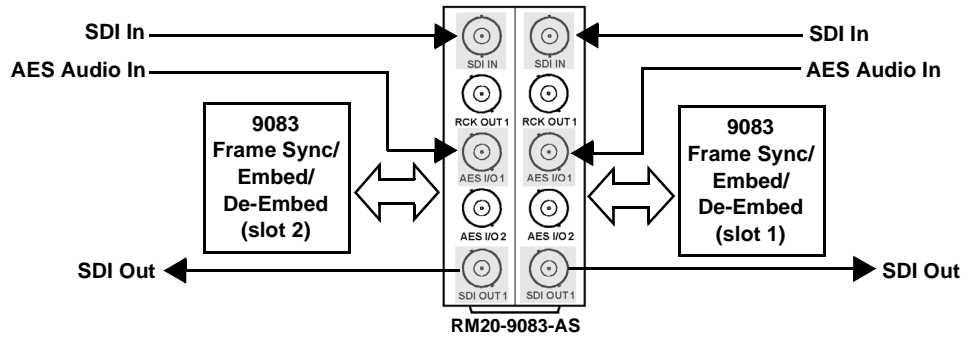 SDI In
SDI In
AES Audio In
AES Audio In
SDI IN
SDI IN
RCK OUT 1
RCK OUT 1
9083
Frame Sync/
Embed/
De-Embed
(slot 2)
AES I/O 1
AES I/O 1
9083
Frame Sync/
Embed/
De-Embed
(slot 1)
AES I/O 2
AES I/O 2
SDI Out
SDI Out
SDI OUT 1
SDI OUT 1
RM20-9083-AS